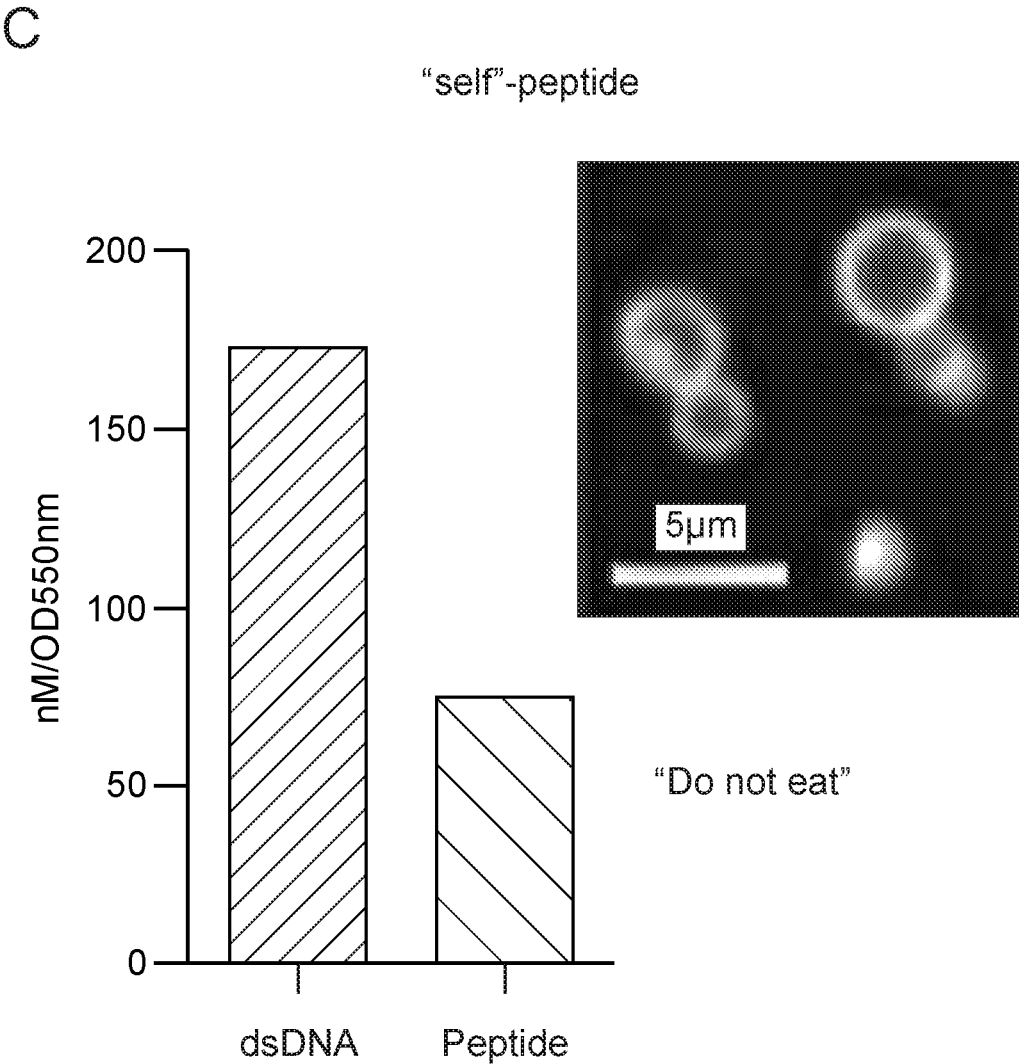 C
“self”-peptide
200
150
100
50
0
nM/OD550nm
5µm
“Do not eat”
dsDNA
Peptide